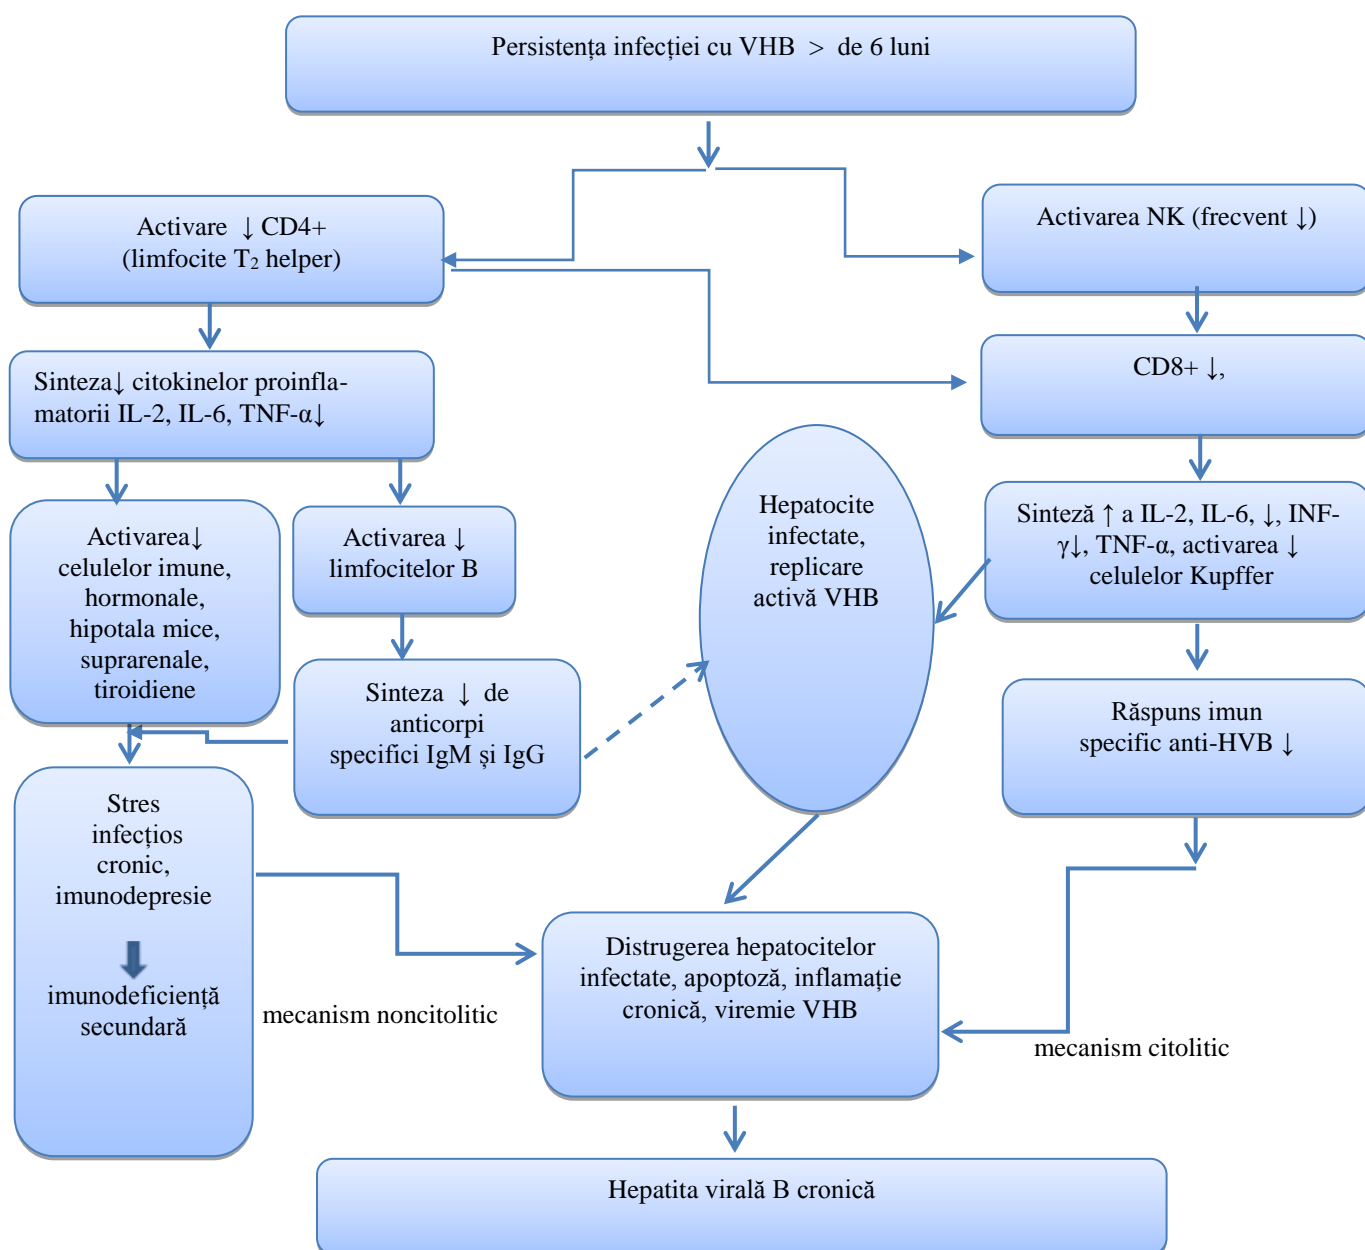 Persistența infecției cu VHB > de 6 luni
Activare ↓ CD4+
(limfocite T₂ helper)
Activarea NK (frecvent ↓)
Sinteza↓ citokinelor proinfla-
matorii IL-2, IL-6, TNF-α↓
CD8+ ↓,
Activarea↓
celulelor imune,
hormonale,
hipotala mice,
suprarenale,
tiroidiene
Activarea ↓
limfocitelor B
Hepatocite
infectate,
replicare
activă VHB
Sinteză ↑ a IL-2, IL-6, ↓, INF-
γ↓, TNF-α, activarea ↓
celulelor Kupffer
Sinteza ↓ de
anticorpi
specifici IgM și IgG
Răspuns imun
specific anti-HVB ↓
Stres
infecțios
cronic,
imunodepresie
imunodeficiență
secundară
mecanism noncitolitic
Distrugerea hepatocitelor
infectate, apoptoză, inflamație
cronică, viremie VHB
mecanism citolitic
Hepatita virală B cronică